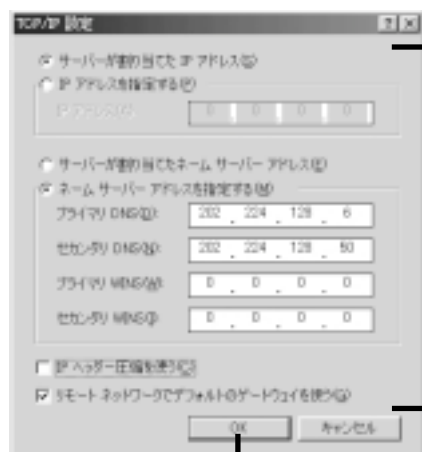 TCP/IP 設定
サーバーが割り当てた IP アドレス(S)
IP アドレスを指定する(P)
IP アドレス(A): 0 . 0 . 0 . 0
サーバーが割り当てたネーム サーバー アドレス(E)
ネーム サーバー アドレスを指定する(M)
プライマリ DNS(D): 202 . 224 . 128 . 6
セカンダリ DNS(N): 202 . 224 . 128 . 50
プライマリ WINS(W): 0 . 0 . 0 . 0
セカンダリ WINS(I): 0 . 0 . 0 . 0
IP ヘッダー圧縮を使う(C)
リモート ネットワークでデフォルトのゲートウェイを使う(G)
OK キャンセル